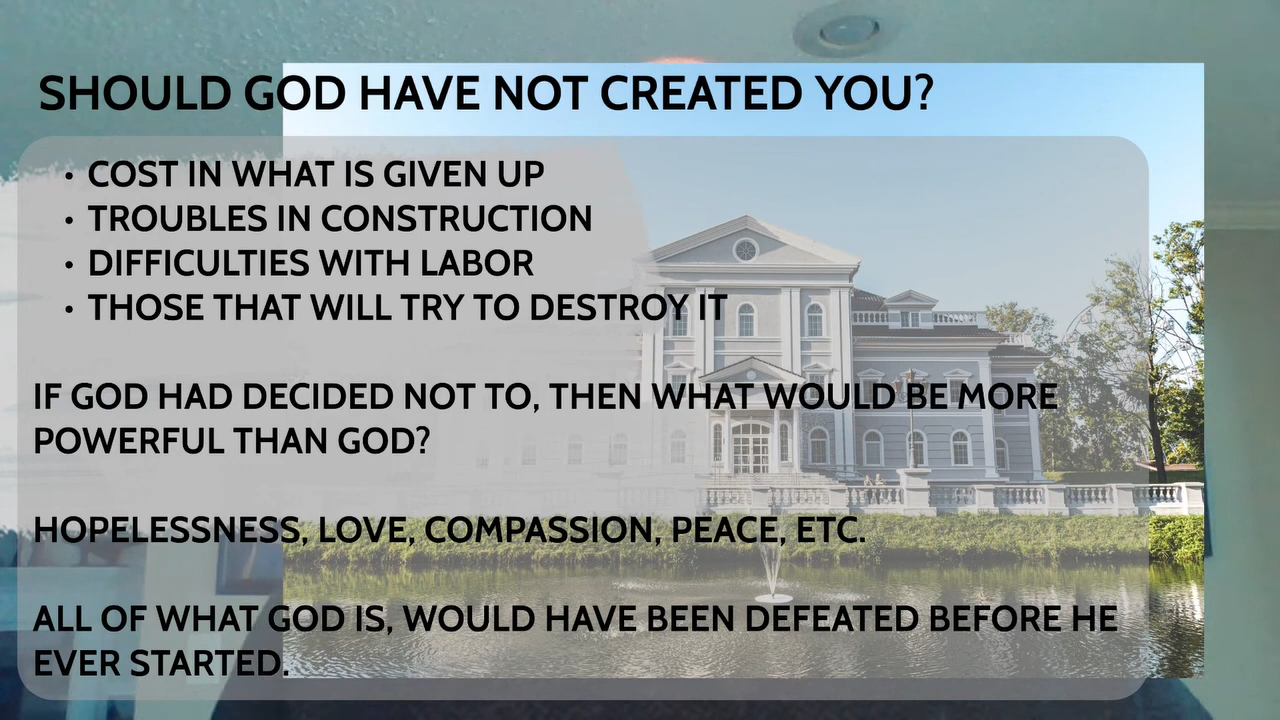 SHOULD GOD HAVE NOT CREATED YOU?
• COST IN WHAT IS GIVEN UP
• TROUBLES IN CONSTRUCTION
• DIFFICULTIES WITH LABOR
• THOSE THAT WILL TRY TO DESTROY IT
IF GOD HAD DECIDED NOT TO, THEN WHAT WOULD BE MORE
POWERFUL THAN GOD?
HOPELESSNESS, LOVE, COMPASSION, PEACE, ETC.
ALL OF WHAT GOD IS, WOULD HAVE BEEN DEFEATED BEFORE HE
EVER STARTED.